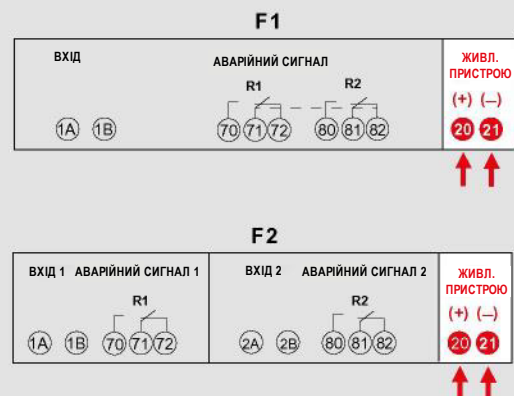 F1
ВХІД
АВАРІЙНИЙ СИГНАЛ
ЖИВЛ.
ПРИСТРОЮ
R1 R2
(+) (–)
1A 1B 70 71 72 80 81 82 20 21
F2
ВХІД 1 АВАРІЙНИЙ СИГНАЛ 1 ВХІД 2 АВАРІЙНИЙ СИГНАЛ 2
ЖИВЛ.
ПРИСТРОЮ
R1 R2
(+) (–)
1A 1B 70 71 72 2A 2B 80 81 82 20 21